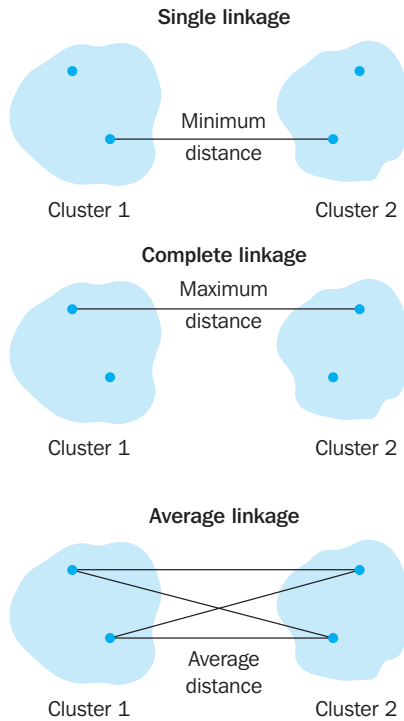 Single linkage
Minimum
distance
Cluster 1
Cluster 2
Complete linkage
Maximum
distance
Cluster 1
Cluster 2
Average linkage
Average
distance
Cluster 1
Cluster 2